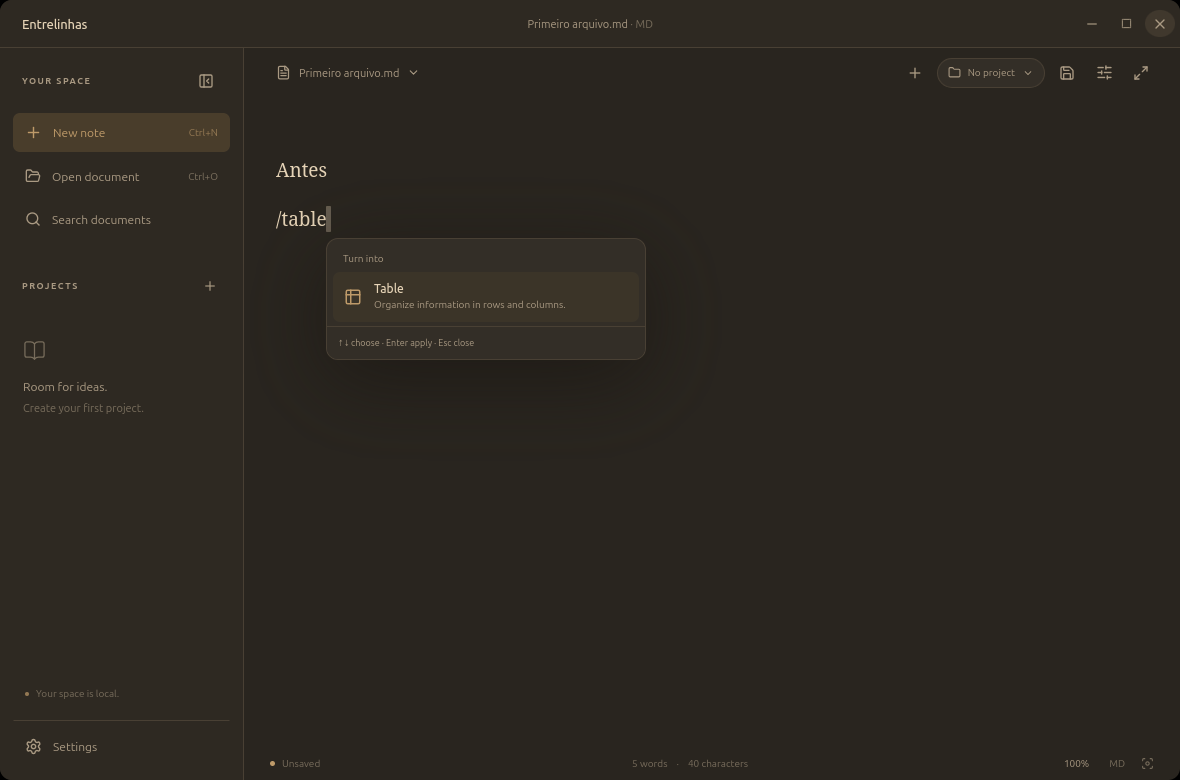 Entrelinhas
Primeiro arquivo.md · MD
YOUR SPACE
New note Ctrl+N
Open document Ctrl+O
Search documents
PROJECTS
Room for ideas.
Create your first project.
Your space is local.
Settings
Primeiro arquivo.md
No project
Antes
/table
Turn into
Table
Organize information in rows and columns.
↑↓ choose · Enter apply · Esc close
Unsaved
5 words · 40 characters
100%
MD